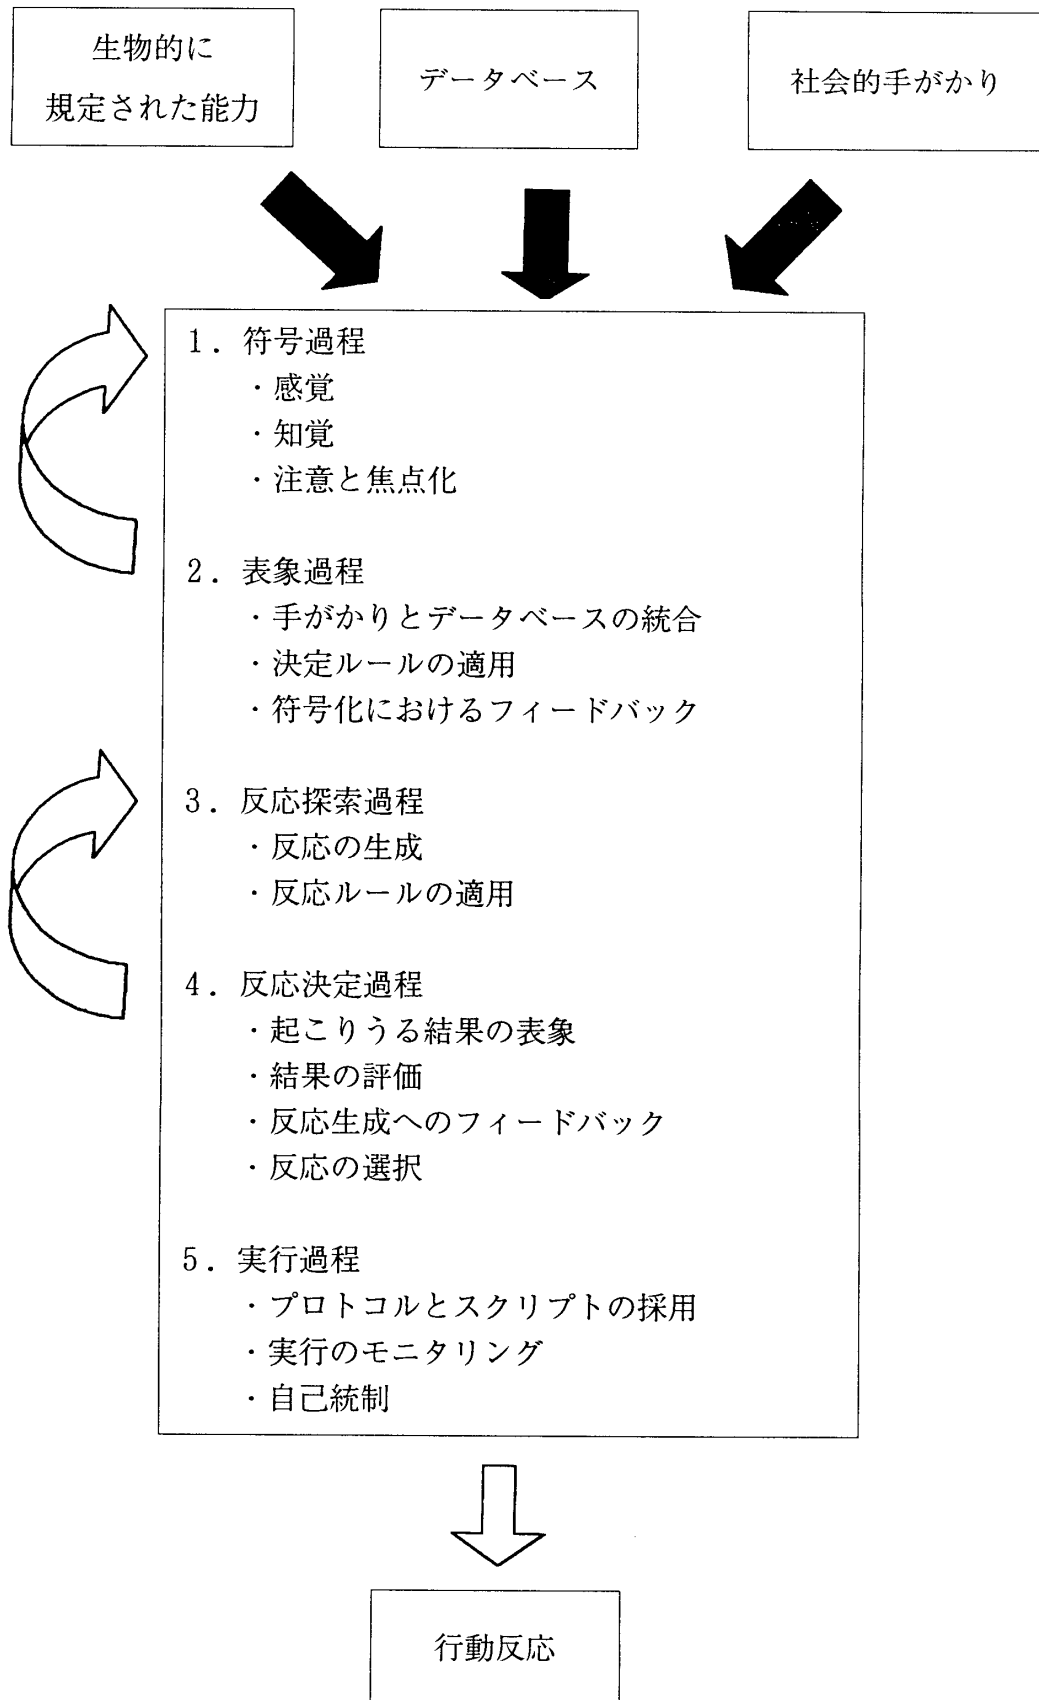 生物的に
規定された能力
データベース
社会的手がかり
1．符号過程
・感覚
・知覚
・注意と焦点化
2．表象過程
・手がかりとデータベースの統合
・決定ルールの適用
・符号化におけるフィードバック
3．反応探索過程
・反応の生成
・反応ルールの適用
4．反応決定過程
・起こりうる結果の表象
・結果の評価
・反応生成へのフィードバック
・反応の選択
5．実行過程
・プロトコルとスクリプトの採用
・実行のモニタリング
・自己統制
行動反応